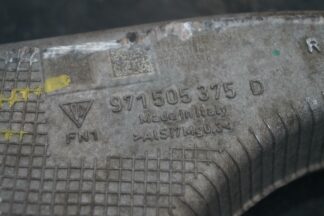 R
971 505 375 D
Made in Italy
FN1
>AlSi7Mg0,3<